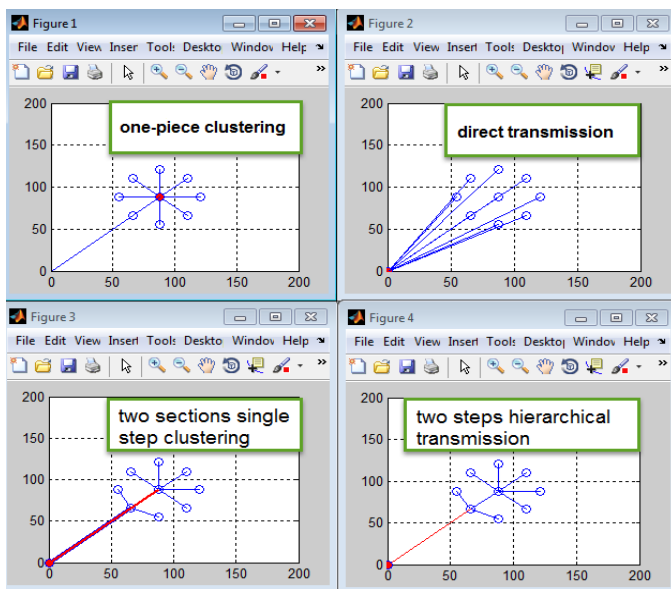 Figure 1
File Edit View Inser Tools Deskto Windov Help
one-piece clustering
200
150
100
50
0
0 50 100 150 200
Figure 2
File Edit View Inser Tools Desktoj Windov Help
direct transmission
200
150
100
50
0
0 50 100 150 200
Figure 3
File Edit View Insert Tools Deskto Windov Help
two sections single
step clustering
200
150
100
50
0
0 50 100 150 200
Figure 4
File Edit View Insert Tools Deskto Windov Help
two steps hierarchical
transmission
200
150
100
50
0
0 50 100 150 200